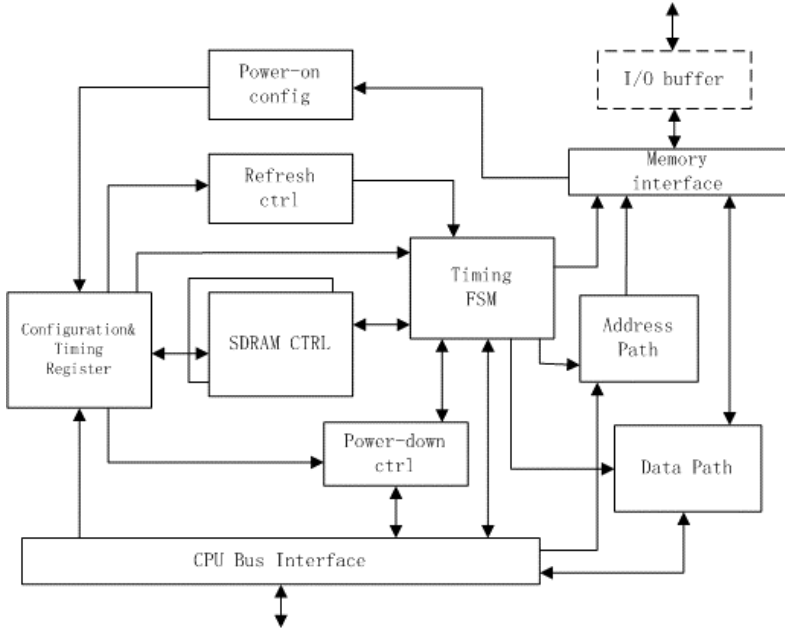 Power-on
config
I/O buffer
Memory
interface
Refresh
ctrl
Timing
FSM
Configuration&
Timing
Register
SDRAM CTRL
Address
Path
Power-down
ctrl
Data Path
CPU Bus Interface